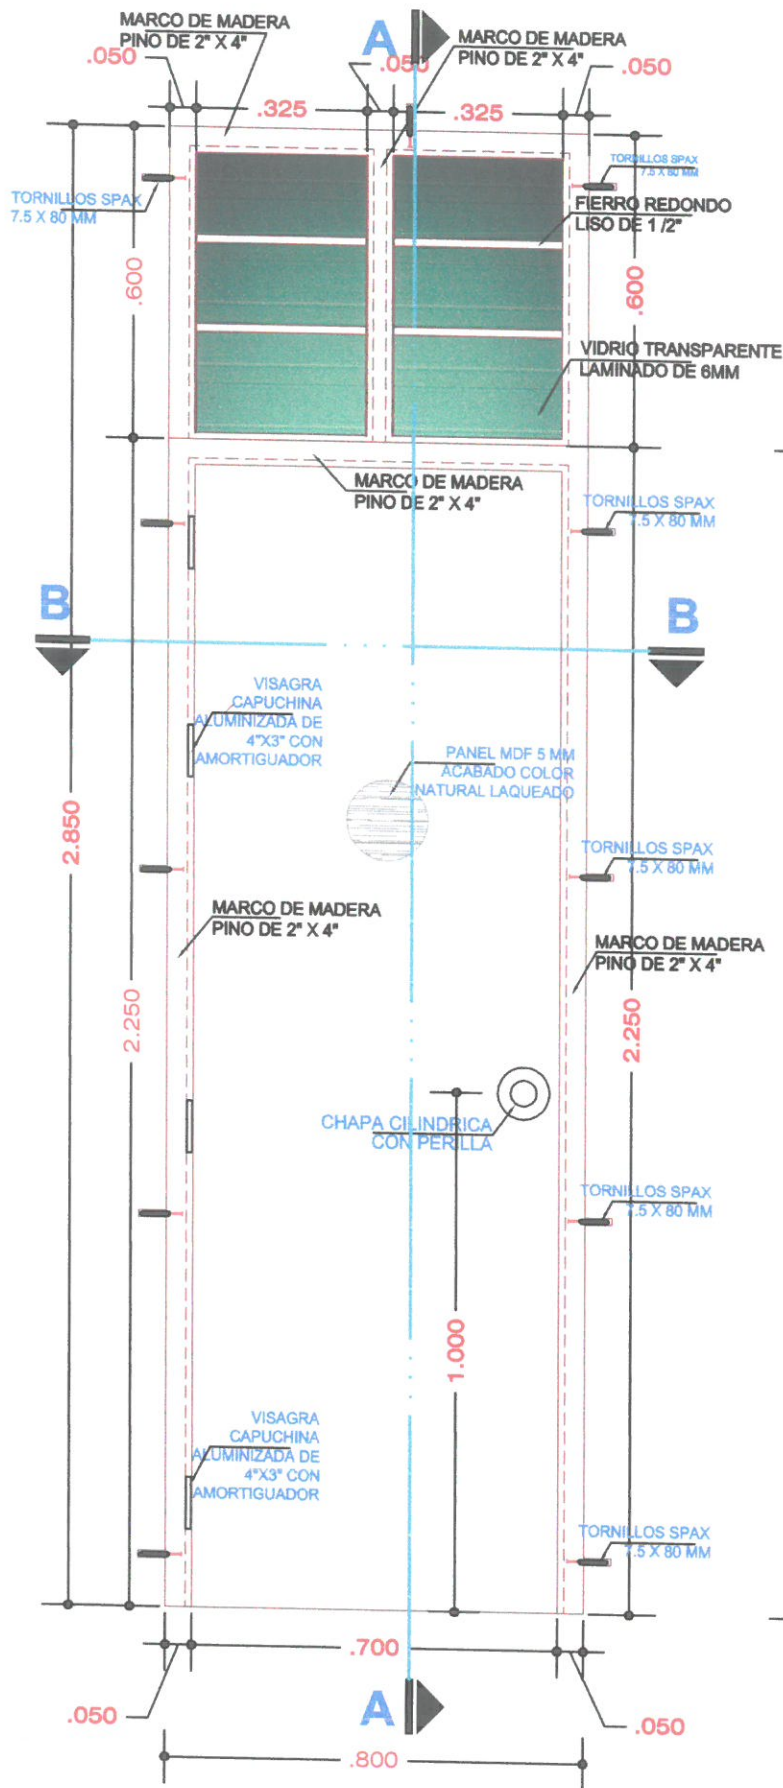 MARCO DE MADERA
PINO DE 2" X 4"
A
MARCO DE MADERA
PINO DE 2" X 4"
.050
.050
.050
.325
.325
TORNILLOS SPAX
7.5 X 80 MM
TORNILLOS SPAX
7.5 X 80 MM
FIERRO REDONDO
LISO DE 1 /2"
.600
.600
VIDRIO TRANSPARENTE
LAMINADO DE 6MM
MARCO DE MADERA
PINO DE 2" X 4"
TORNILLOS SPAX
7.5 X 80 MM
B
B
VISAGRA
CAPUCHINA
ALUMINIZADA DE
4"X3" CON
AMORTIGUADOR
PANEL MDF 5 MM
ACABADO COLOR
NATURAL LAQUEADO
2.850
TORNILLOS SPAX
7.5 X 80 MM
MARCO DE MADERA
PINO DE 2" X 4"
MARCO DE MADERA
PINO DE 2" X 4"
2.250
2.250
CHAPA CILINDRICA
CON PERILLA
TORNILLOS SPAX
7.5 X 80 MM
1.000
VISAGRA
CAPUCHINA
ALUMINIZADA DE
4"X3" CON
AMORTIGUADOR
TORNILLOS SPAX
7.5 X 80 MM
.700
.050
A
.050
.800